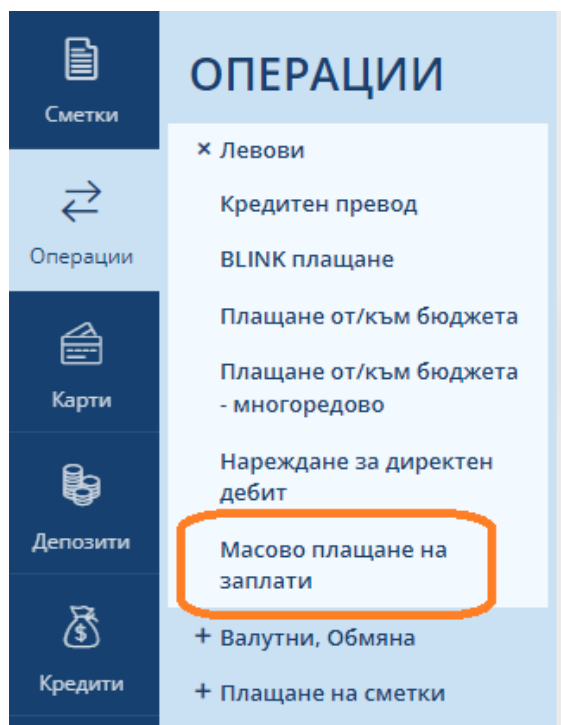 Сметки
Операции
Карти
Депозити
Кредити
ОПЕРАЦИИ
× Левови
Кредитен превод
BLINK плащане
Плащане от/към бюджета
Плащане от/към бюджета
- многоредово
Нареждане за директен
дебит
Масово плащане на
заплати
+ Валутни, Обмяна
+ Плащане на сметки